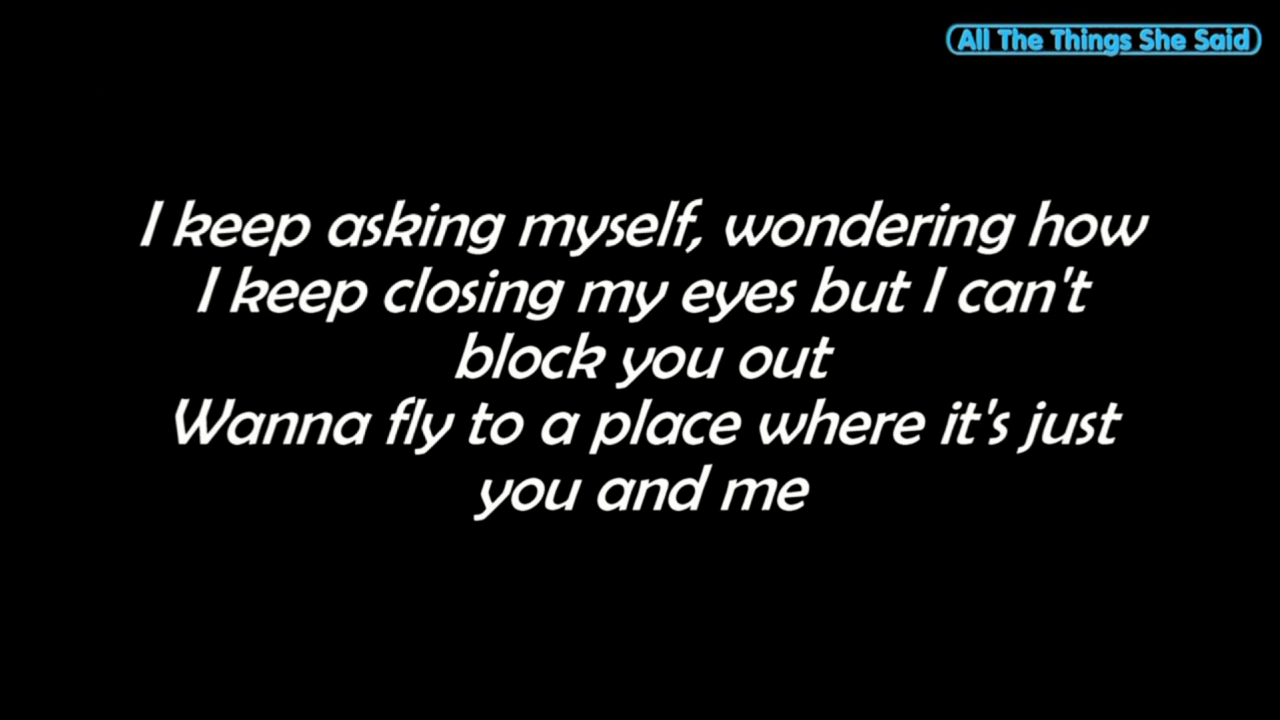 All The Things She Said
I keep asking myself, wondering how
I keep closing my eyes but I can't
block you out
Wanna fly to a place where it's just
you and me